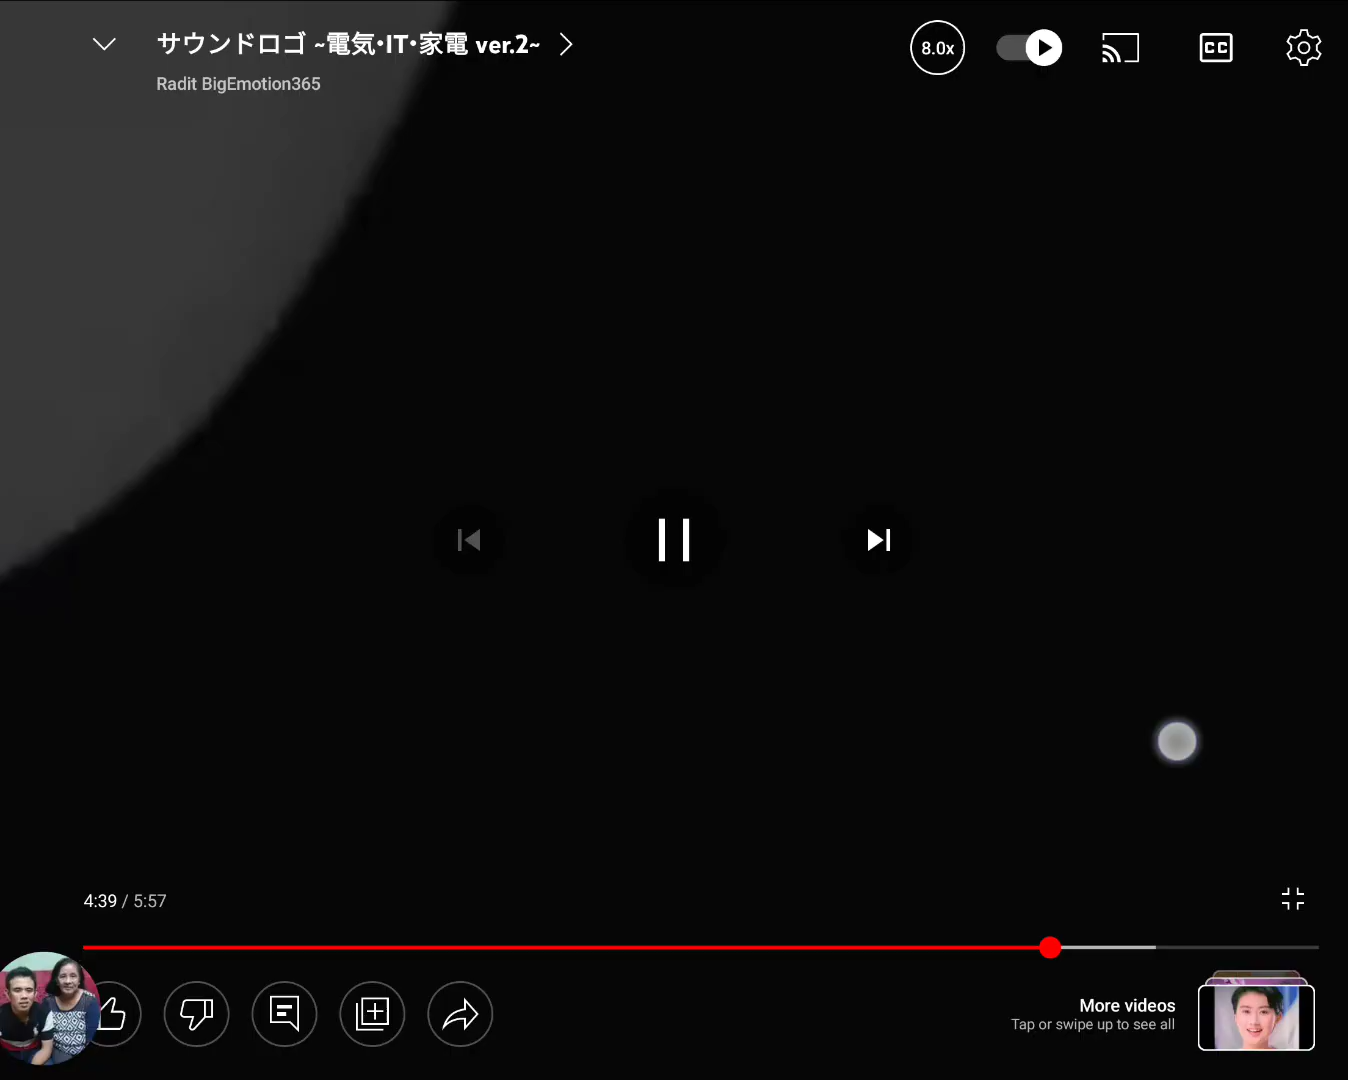 サウンドロゴ ~電気•IT•家電 ver.2~
Radit BigEmotion365
8.0x
CC
4:39 / 5:57
More videos
Tap or swipe up to see all